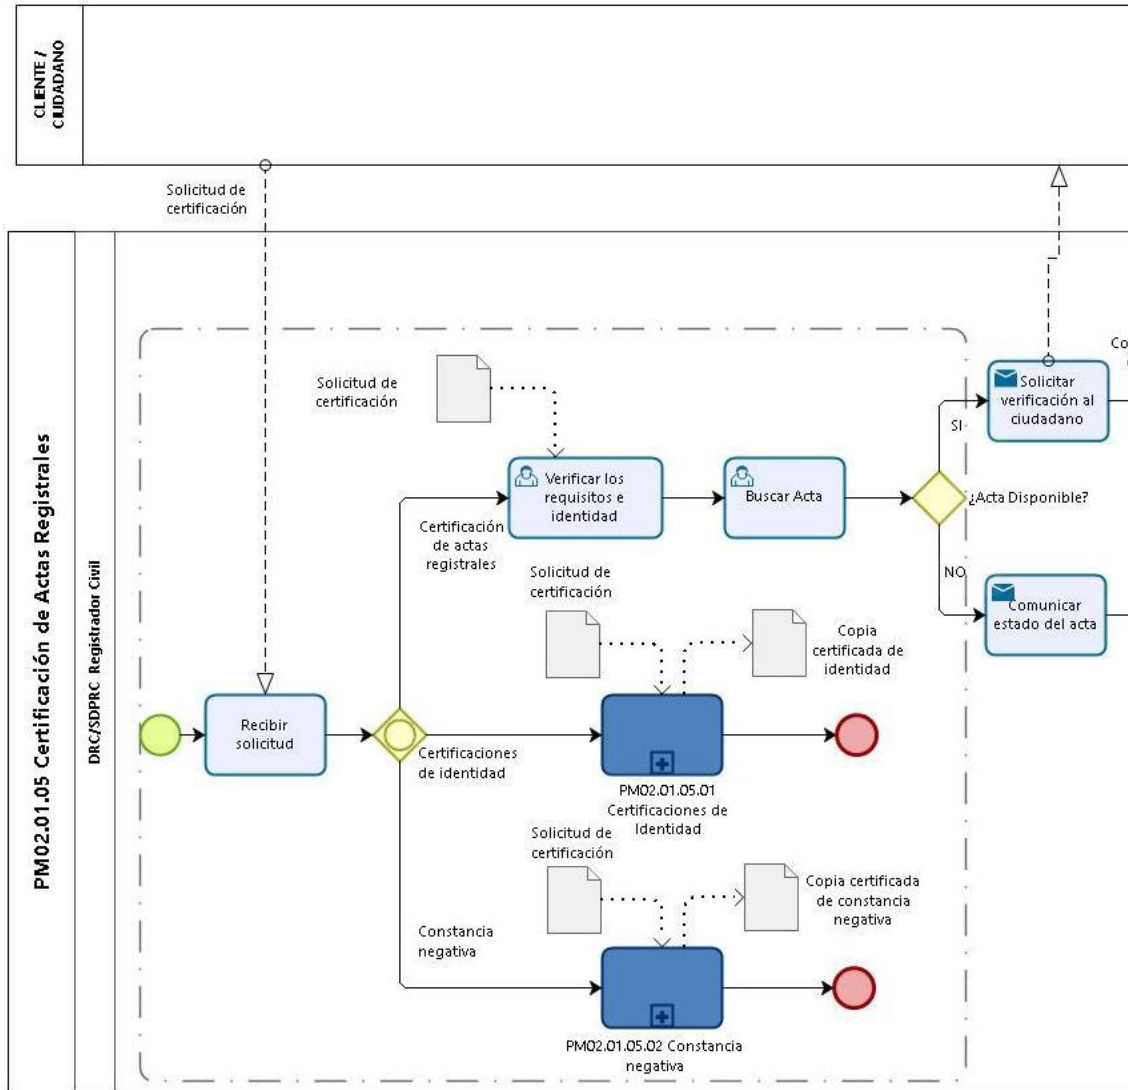 CLIENTE /
CIUDADANO
Solicitud de
certificación
PM02.01.05 Certificación de Actas Registrales
DRC/SDPRC Registrador Civil
Solicitud de
certificación
Co
Solicitar
verificación al
ciudadano
SI
Verificar los
requisitos e
identidad
Buscar Acta
¿Acta Disponible?
Certificación
de actas
registrales
NO
Comunicar
estado del acta
Solicitud de
certificación
Copia
certificada de
identidad
Recibir
solicitud
Certificaciones
de identidad
PM02.01.05.01
Certificaciones de
Identidad
Solicitud de
certificación
Copia certificada
de constancia
negativa
Constancia
negativa
PM02.01.05.02 Constancia
negativa